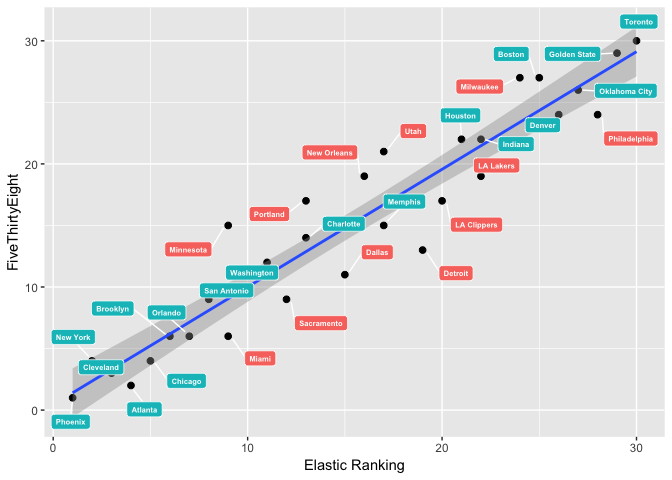 Toronto
30
Boston
Golden State
Milwaukee
Oklahoma City
Houston
Denver
Philadelphia
Utah
Indiana
New Orleans
LA Lakers
20
Memphis
Portland
Charlotte
LA Clippers
Minnesota
Dallas
Washington
Detroit
San Antonio
10
Brooklyn
Orlando
Sacramento
New York
Miami
Cleveland
Chicago
Atlanta
0
Phoenix
FiveThirtyEight
0 10 20 30
Elastic Ranking